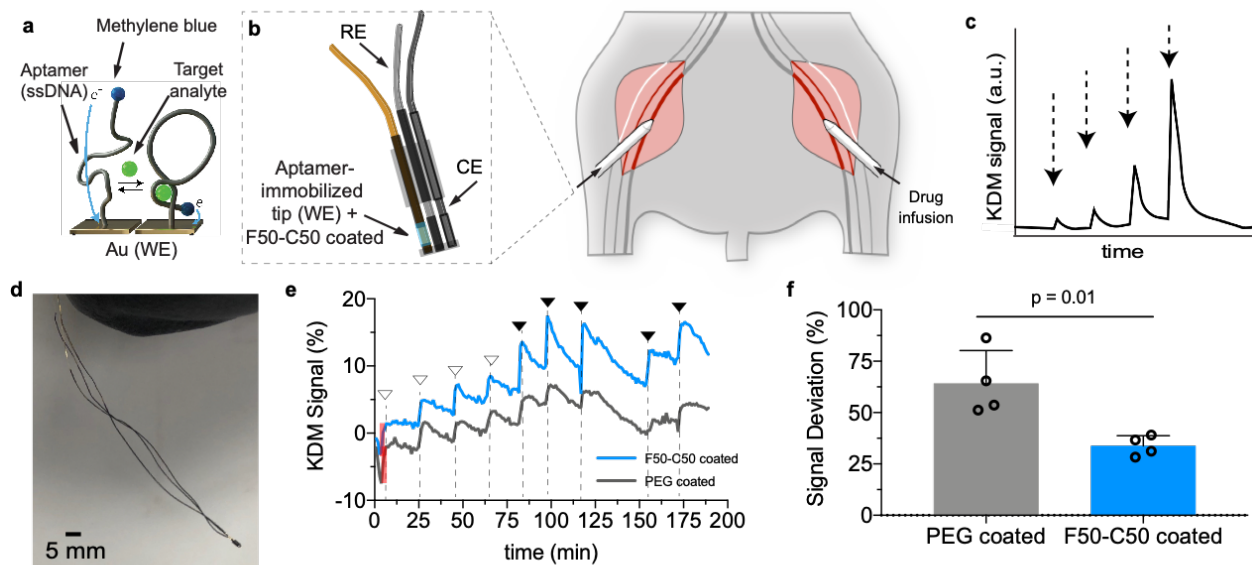 a
Methylene blue
Aptamer
(ssDNA)
e-
Target
analyte
e
Au (WE)
b
RE
Aptamer-
immobilized
tip (WE) +
F50-C50 coated
CE
Drug
infusion
c
KDM signal (a.u.)
time
d
5 mm
e
KDM Signal (%)
20
10
0
-10
0
25
50
75
100
125
150
175
200
F50-C50 coated
PEG coated
time (min)
f
p = 0.01
Signal Deviation (%)
100
75
50
25
0
PEG coated
F50-C50 coated